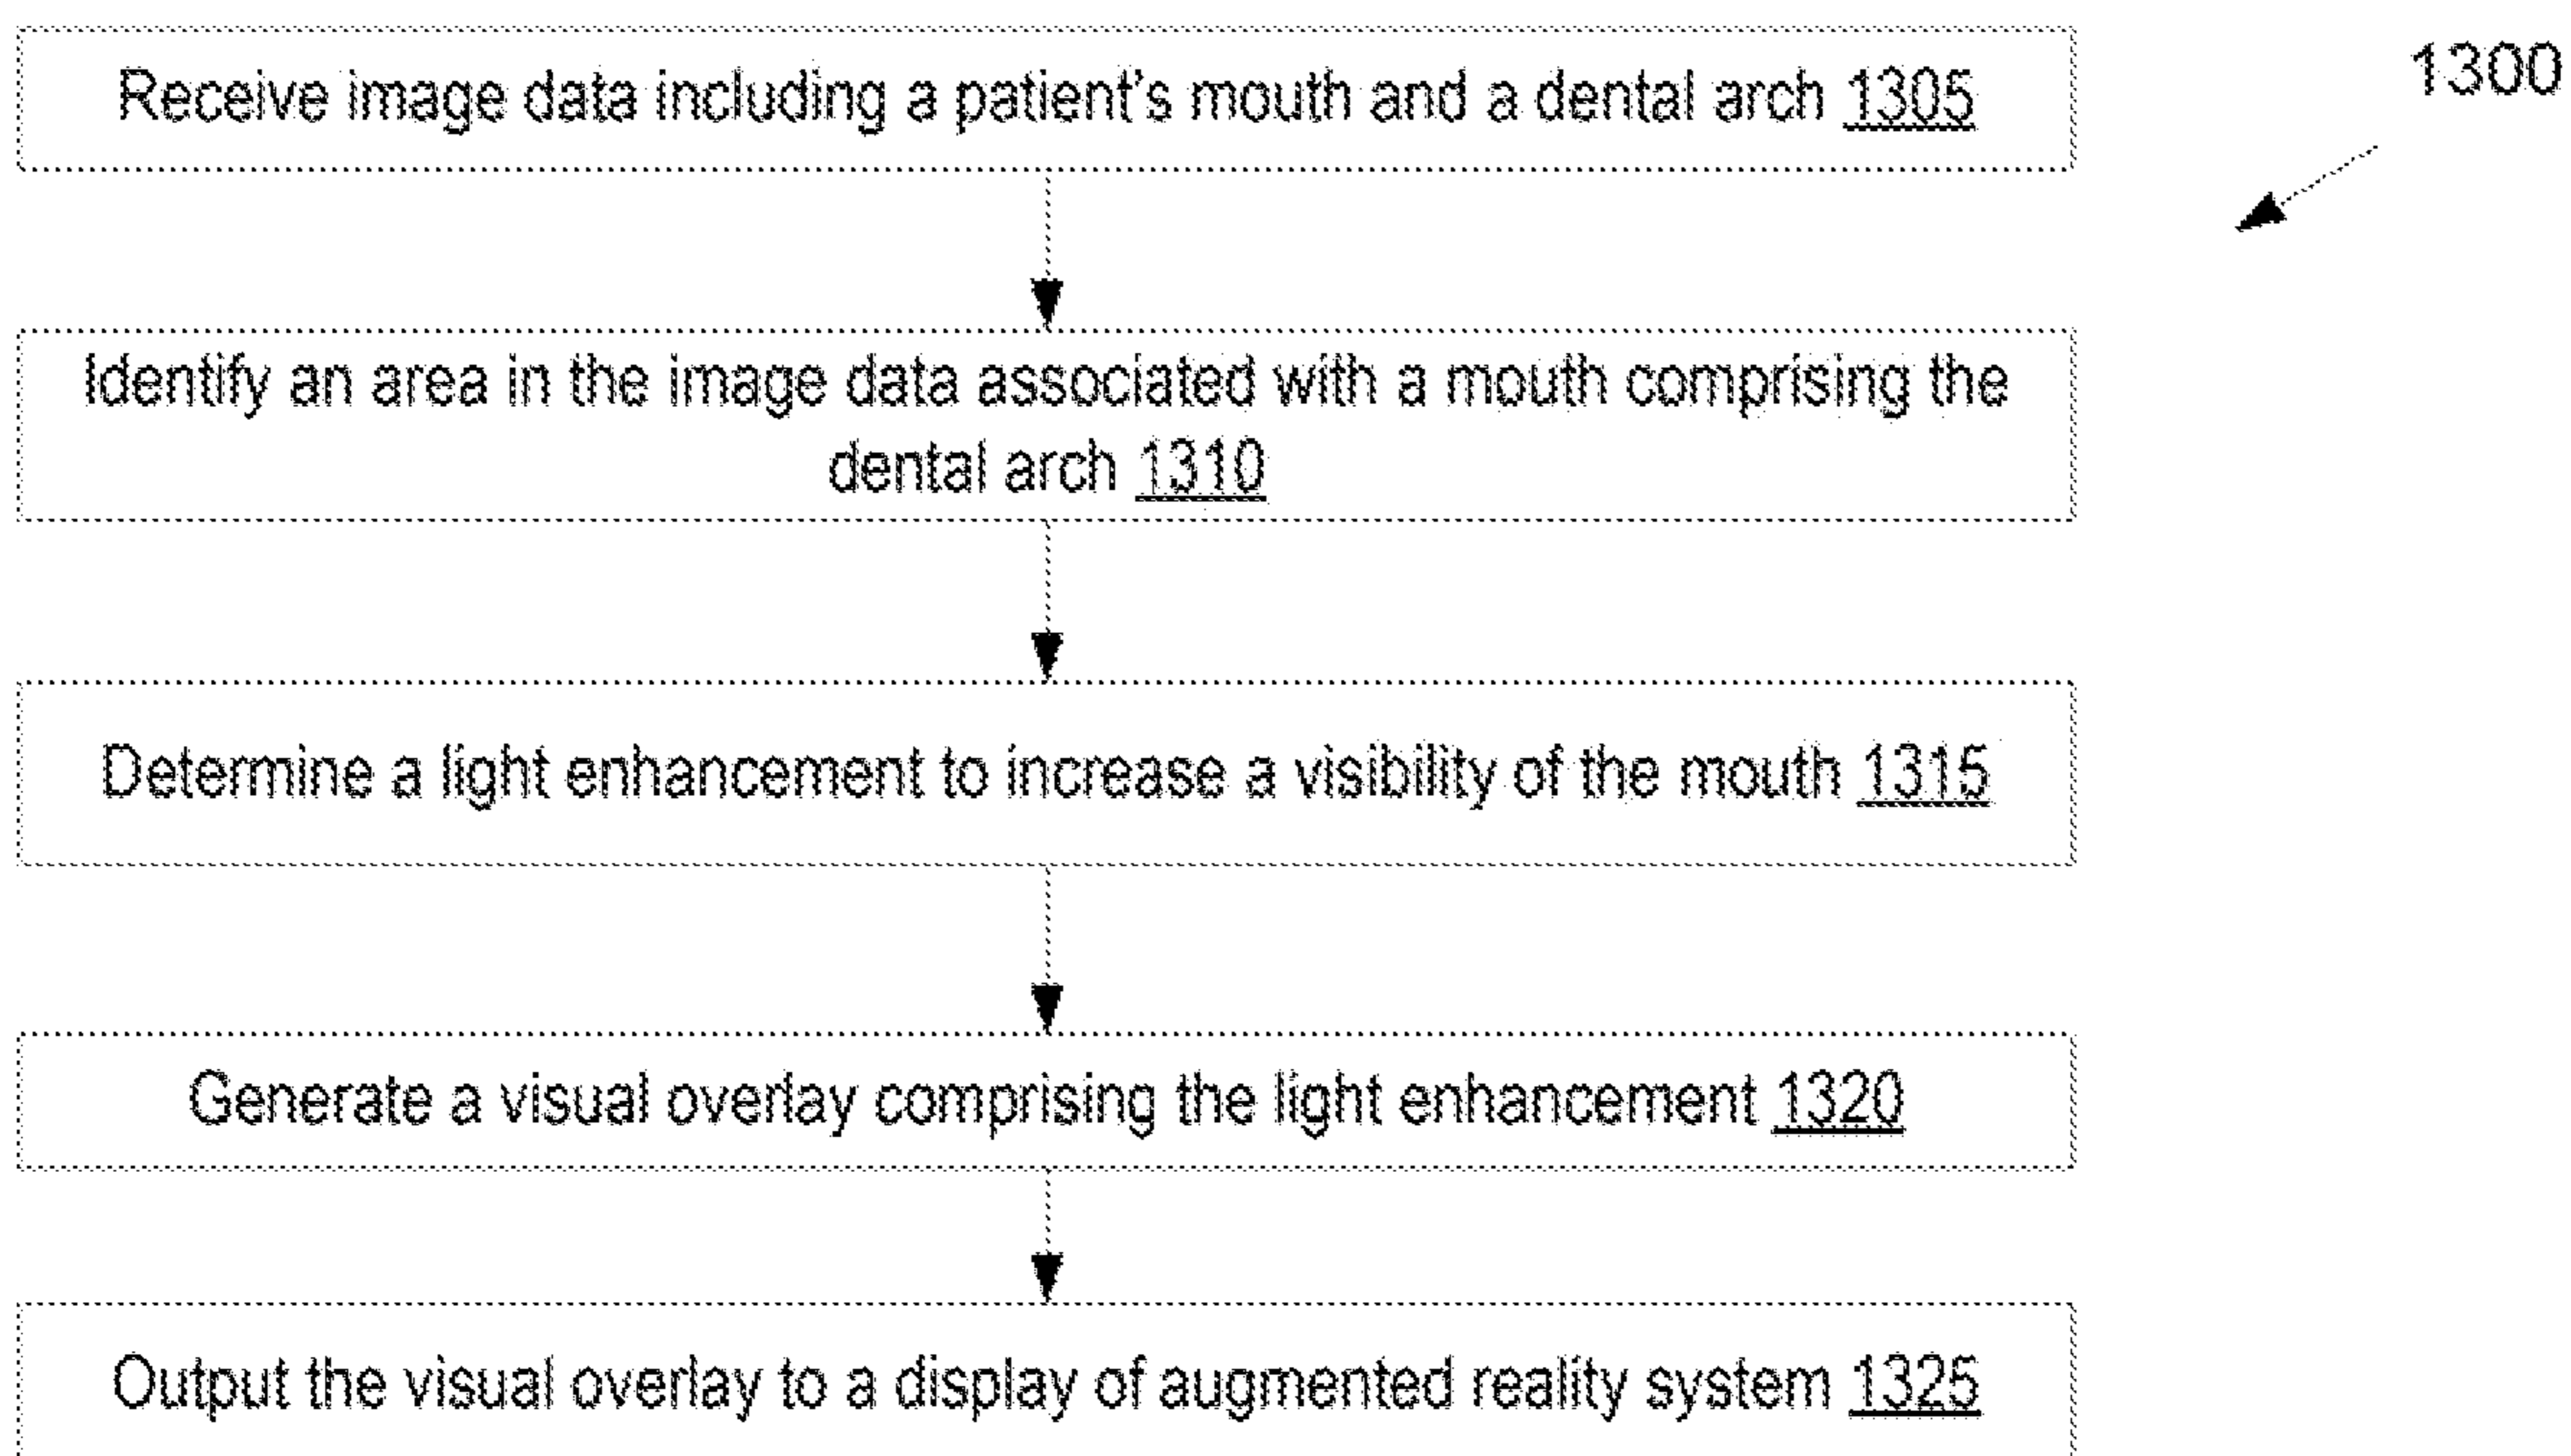 Receive image data including a patient's mouth and a dental arch 1305
1300
Identify an area in the image data associated with a mouth comprising the
dental arch 1310
Determine a light enhancement to increase a visibility of the mouth 1315
Generate a visual overlay comprising the light enhancement 1320
Output the visual overlay to a display of augmented reality system 1325